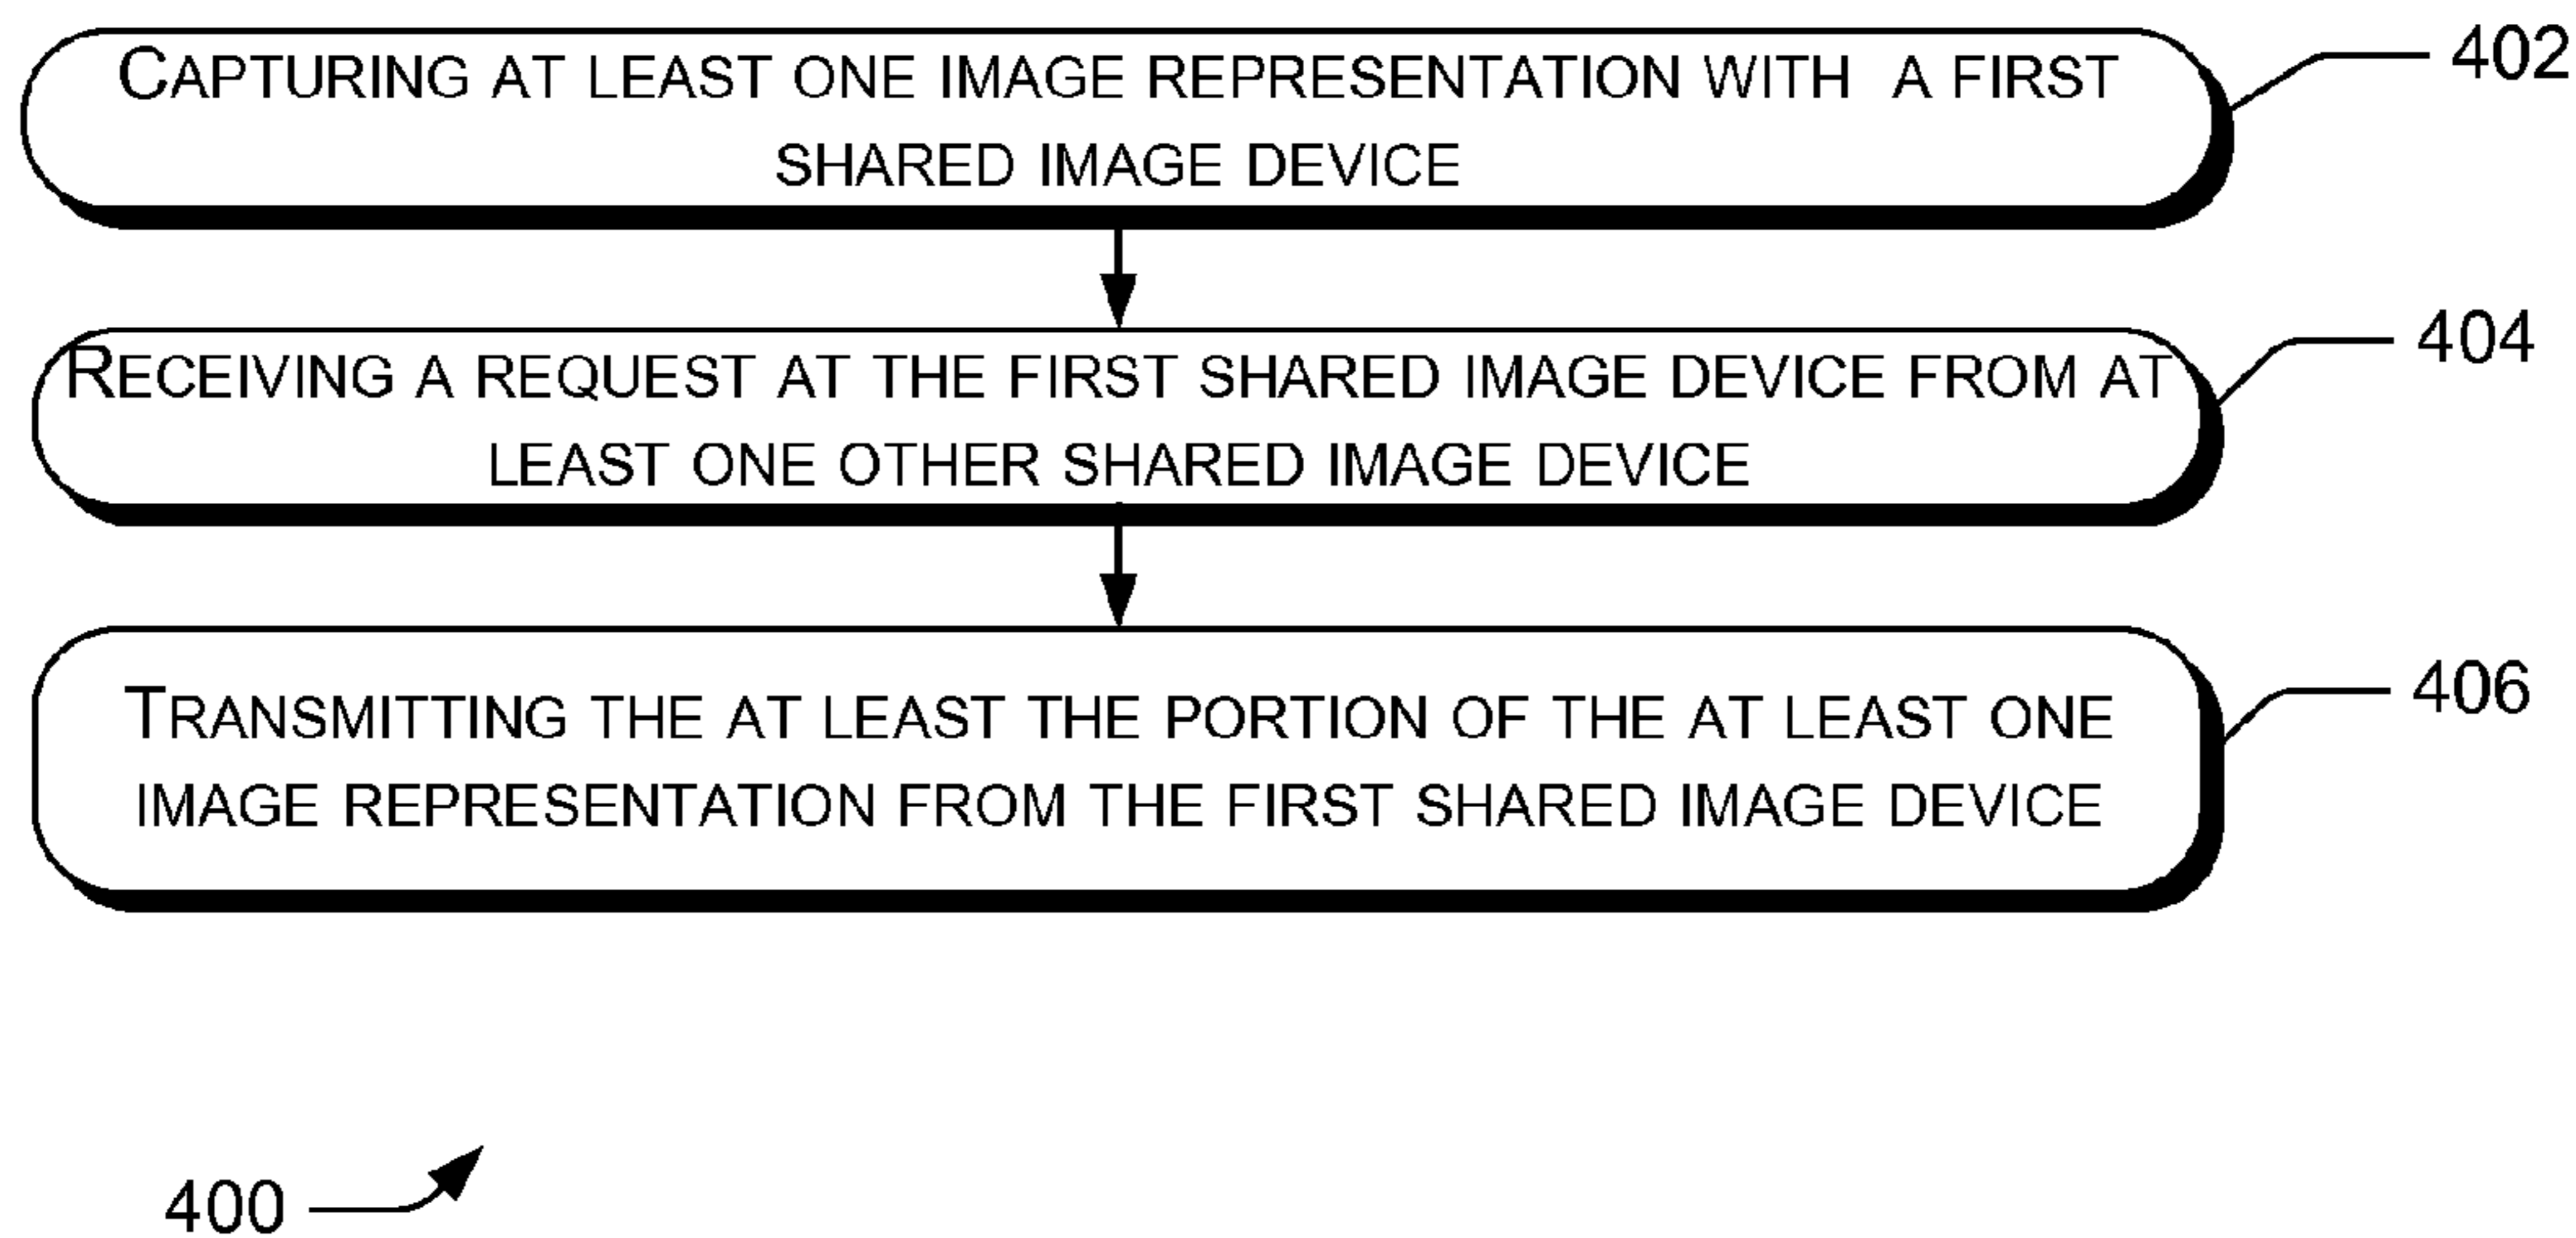 CAPTURING AT LEAST ONE IMAGE REPRESENTATION WITH A FIRST
SHARED IMAGE DEVICE
402
RECEIVING A REQUEST AT THE FIRST SHARED IMAGE DEVICE FROM AT
LEAST ONE OTHER SHARED IMAGE DEVICE
404
TRANSMITTING THE AT LEAST THE PORTION OF THE AT LEAST ONE
IMAGE REPRESENTATION FROM THE FIRST SHARED IMAGE DEVICE
406
400